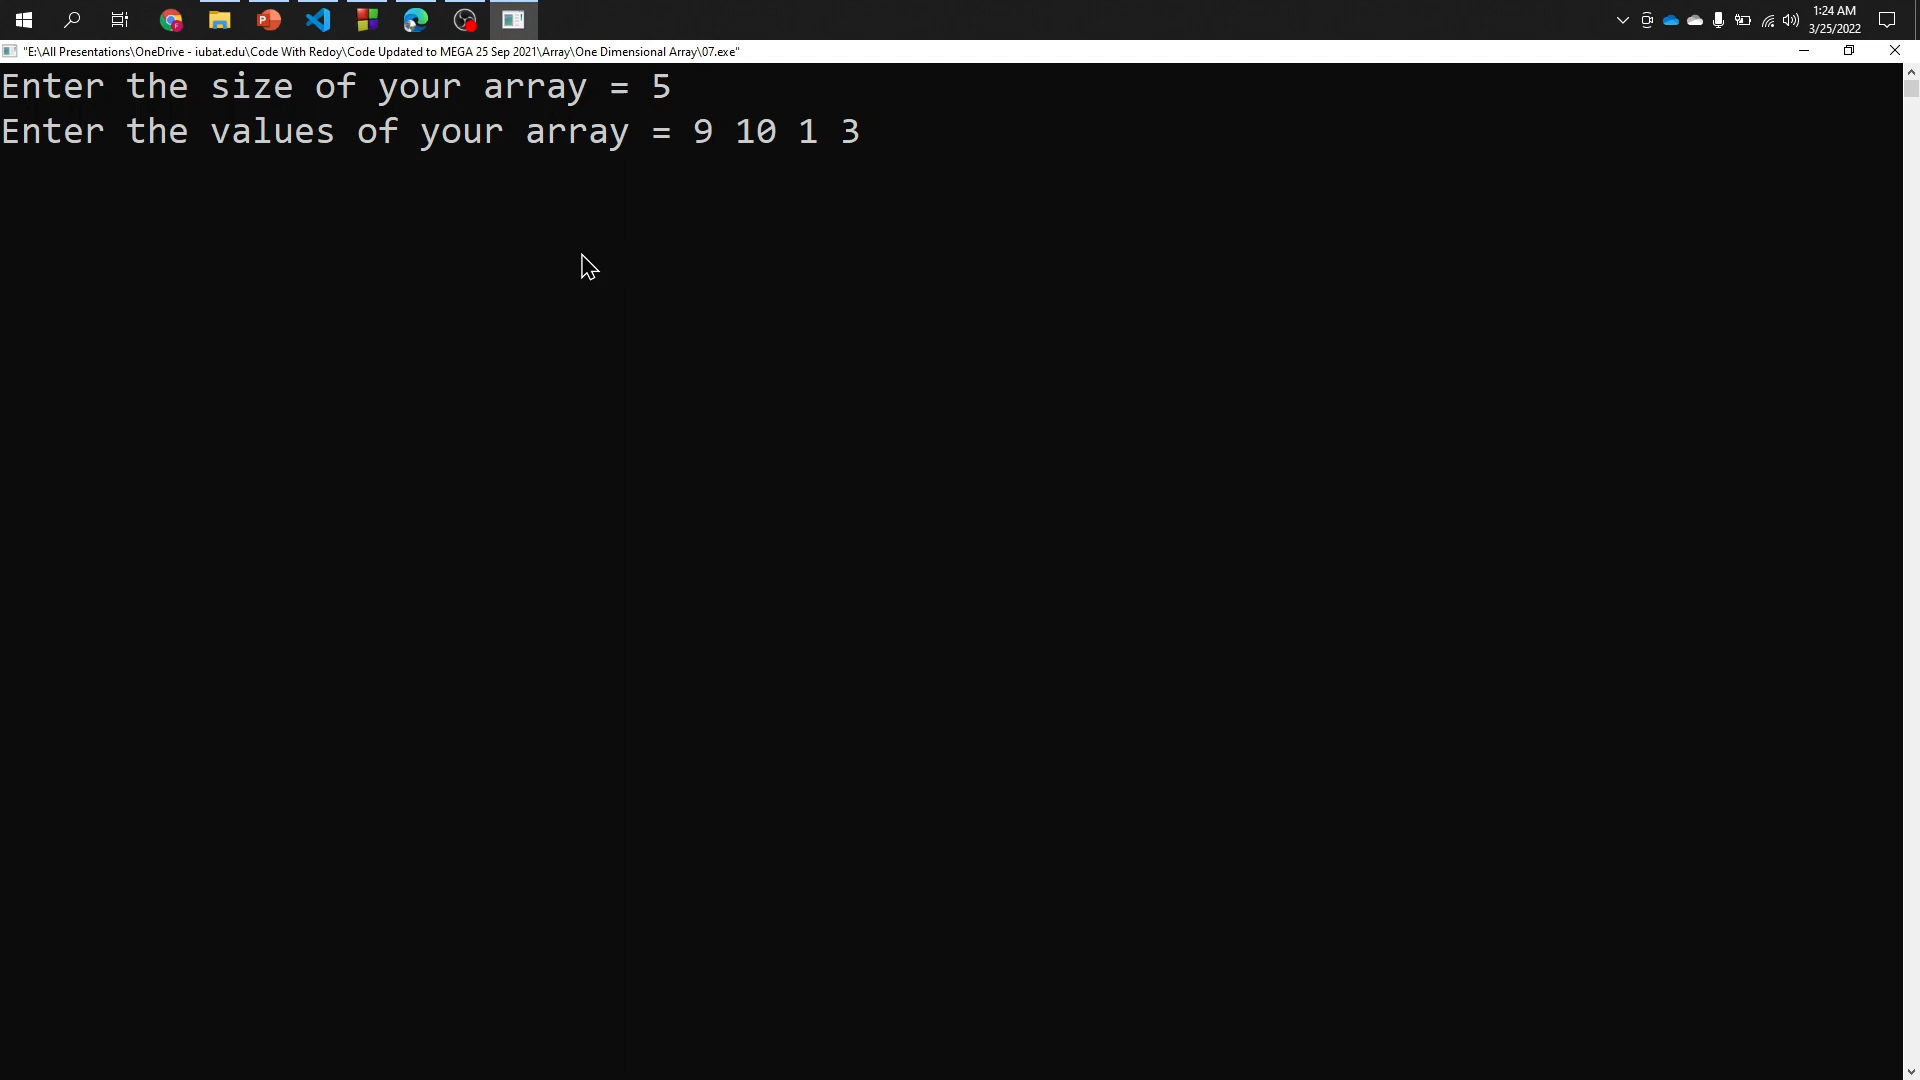 1:24 AM
3/25/2022
"E:\All Presentations\OneDrive - iubat.edu\Code With Redoy\Code Updated to MEGA 25 Sep 2021\Array\One Dimensional Array\07.exe"
Enter the size of your array = 5
Enter the values of your array = 9 10 1 3